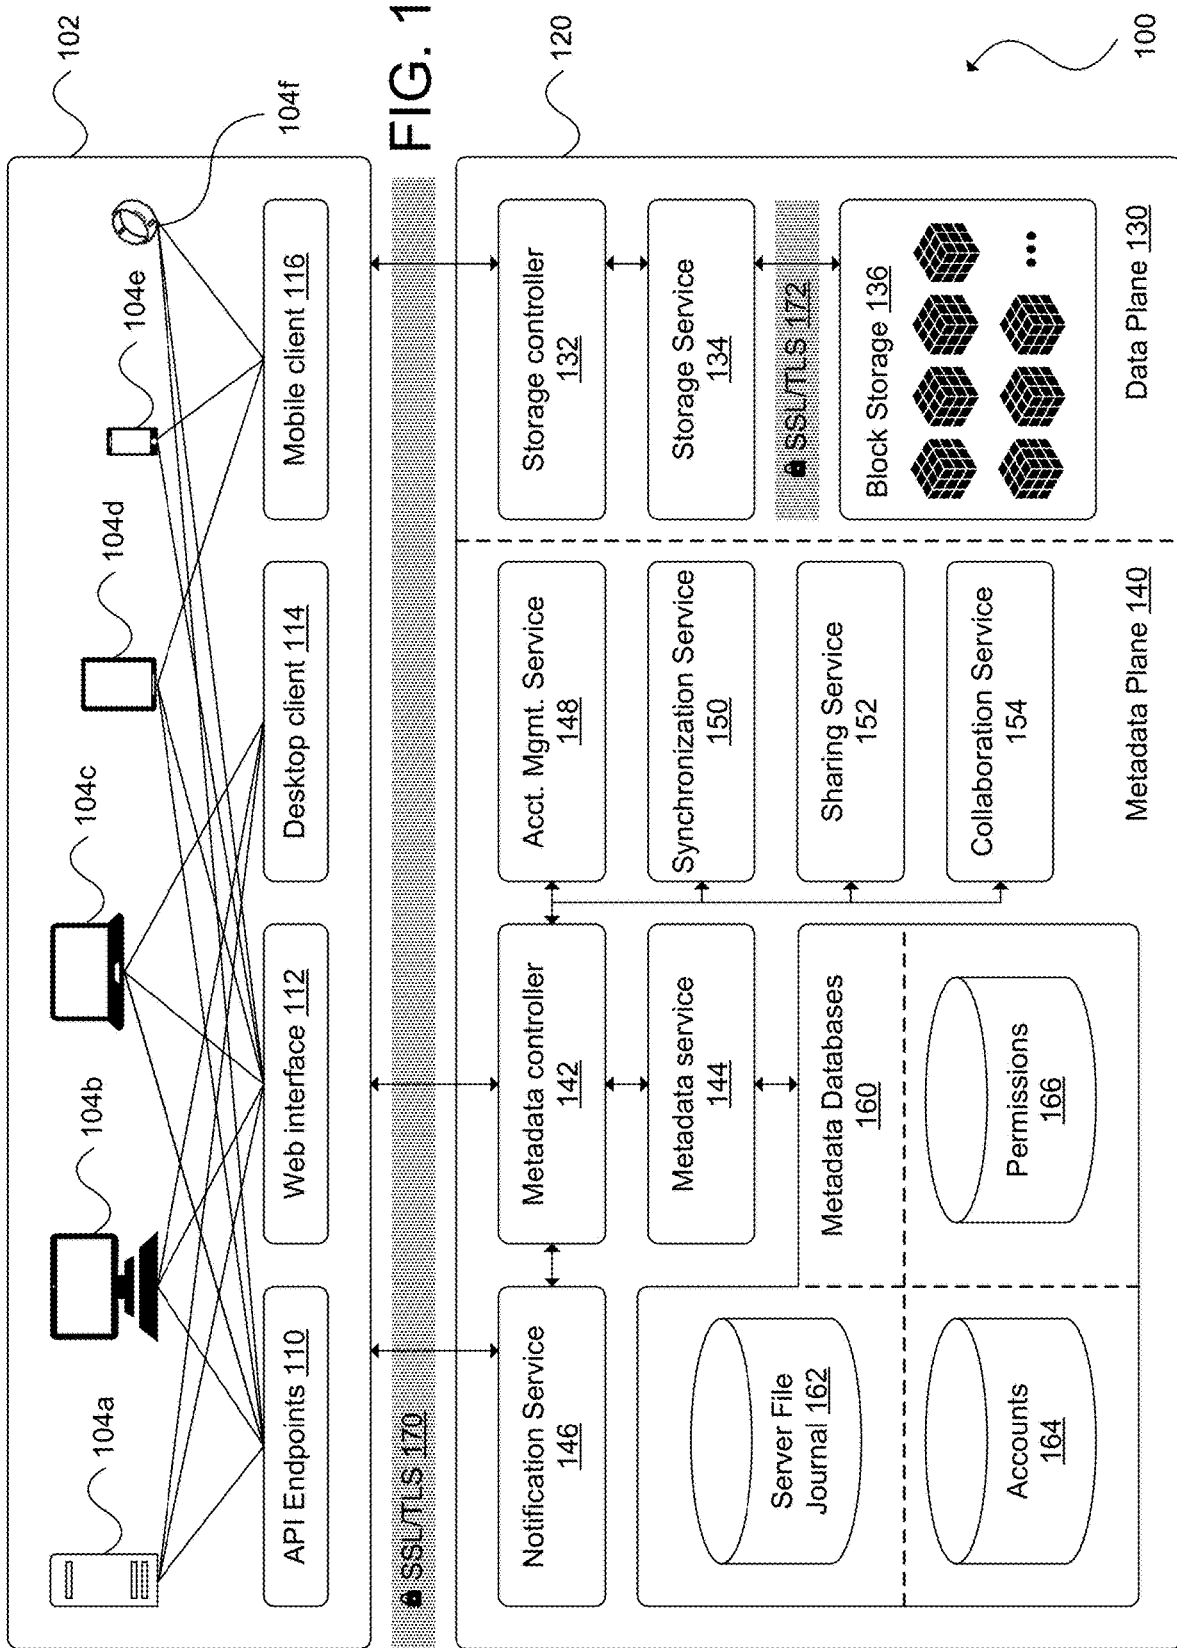 102
104a
104b
104c
104d
104e
104f
API Endpoints 110
Web interface 112
Desktop client 114
Mobile client 116
SSL/TLS 170
FIG. 1
120
Notification Service
146
Metadata controller
142
Acct. Mgmt. Service
148
Storage controller
132
Metadata service
144
Synchronization Service
150
Storage Service
134
SSL/TLS 172
Server File
Journal 162
Metadata Databases
160
Sharing Service
152
Block Storage 136
...
Accounts
164
Permissions
166
Collaboration Service
154
Metadata Plane 140
Data Plane 130
100